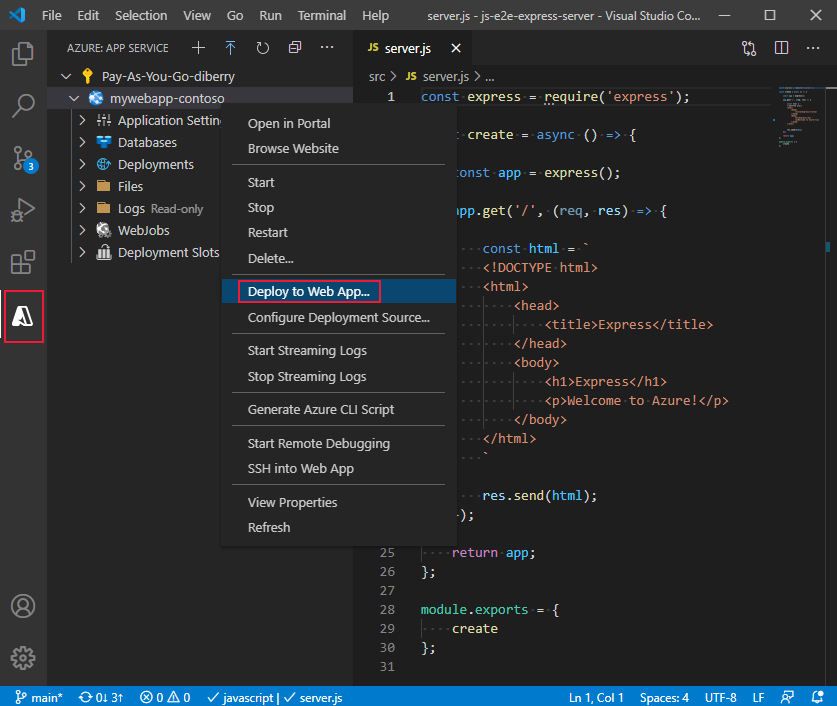 File Edit Selection View Go Run Terminal Help server.js - js-e2e-express-server - Visual Studio Co...
AZURE: APP SERVICE
Pay-As-You-Go-diberry
mywebapp-contoso
Application Settin
Databases
Deployments
Files
Logs Read-only
WebJobs
Deployment Slots
3
Open in Portal
Browse Website
Start
Stop
Restart
Delete...
Deploy to Web App...
Configure Deployment Source...
Start Streaming Logs
Stop Streaming Logs
Generate Azure CLI Script
Start Remote Debugging
SSH into Web App
View Properties
Refresh
JS server.js
src > JS server.js > ...
1 const express = require('express');
t create = async () => {
const app = express();
app.get('/', (req, res) => {
const html = `
<!DOCTYPE html>
<html>
<head>
<title>Express</title>
</head>
<body>
<h1>Express</h1>
<p>Welcome to Azure!</p>
</body>
</html>
`
res.send(html);
});
25 return app;
26 };
27
28 module.exports = {
29 create
30 };
31
main* 0↓ 3↑ 0 0 javascript | server.js Ln 1, Col 1 Spaces: 4 UTF-8 LF